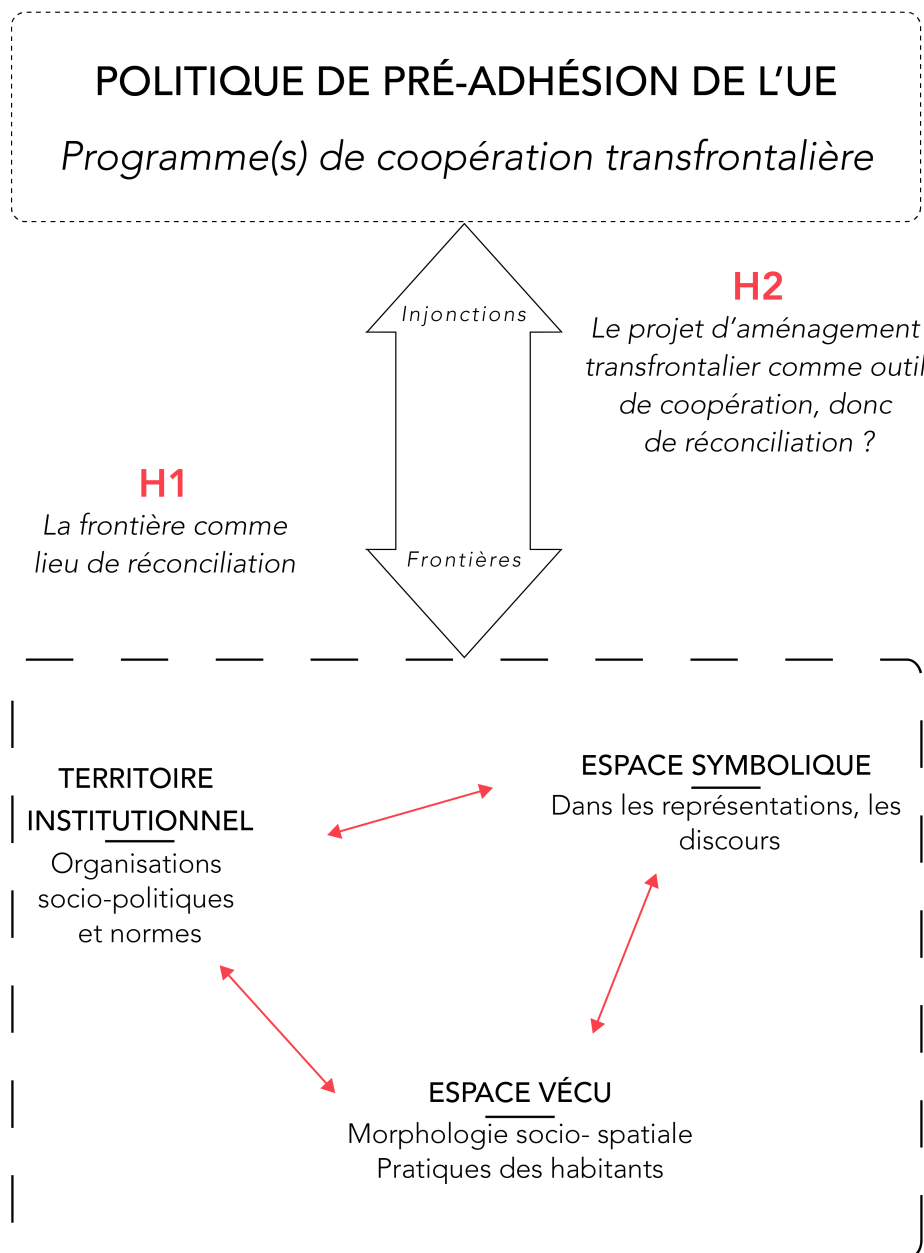 POLITIQUE DE PRÉ-ADHÉSION DE L'UE
Programme(s) de coopération transfrontalière
Injonctions
H2
Le projet d'aménagement
transfrontalier comme outil
de coopération, donc
de réconciliation ?
H1
La frontière comme
lieu de réconciliation
Frontières
TERRITOIRE
INSTITUTIONNEL
Organisations
socio-politiques
et normes
ESPACE SYMBOLIQUE
Dans les représentations, les
discours
ESPACE VÉCU
Morphologie socio- spatiale
Pratiques des habitants